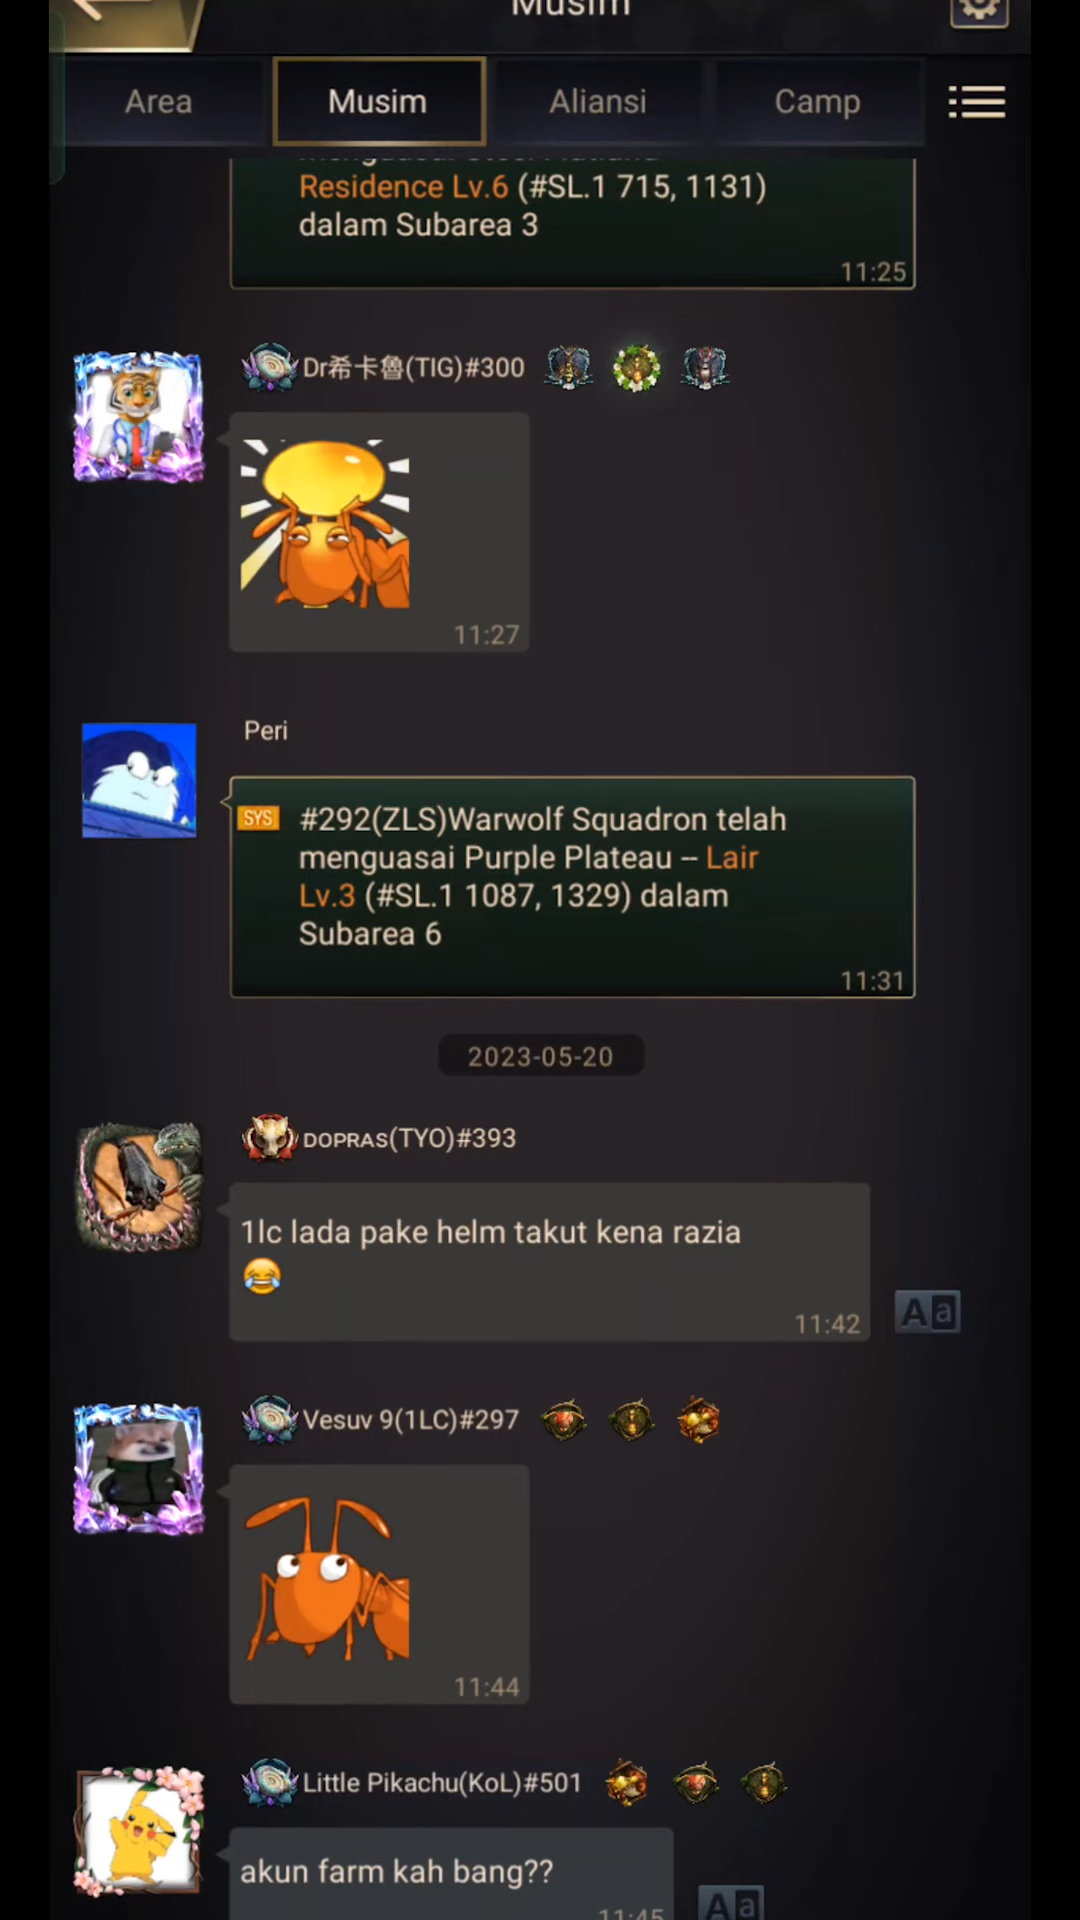 Musim
Area
Musim
Aliansi
Camp
Residence Lv.6 (#SL.1 715, 1131)
dalam Subarea 3
11:25
Dr希卡魯(TIG)#300
11:27
Peri
SYS
#292(ZLS)Warwolf Squadron telah
menguasai Purple Plateau -- Lair
Lv.3 (#SL.1 1087, 1329) dalam
Subarea 6
11:31
2023-05-20
ᴅᴏᴘʀᴀs(TYO)#393
1lc lada pake helm takut kena razia
😂
11:42
Aa
Vesuv 9(1LC)#297
11:44
Little Pikachu(KoL)#501
akun farm kah bang??
11:45
Aa